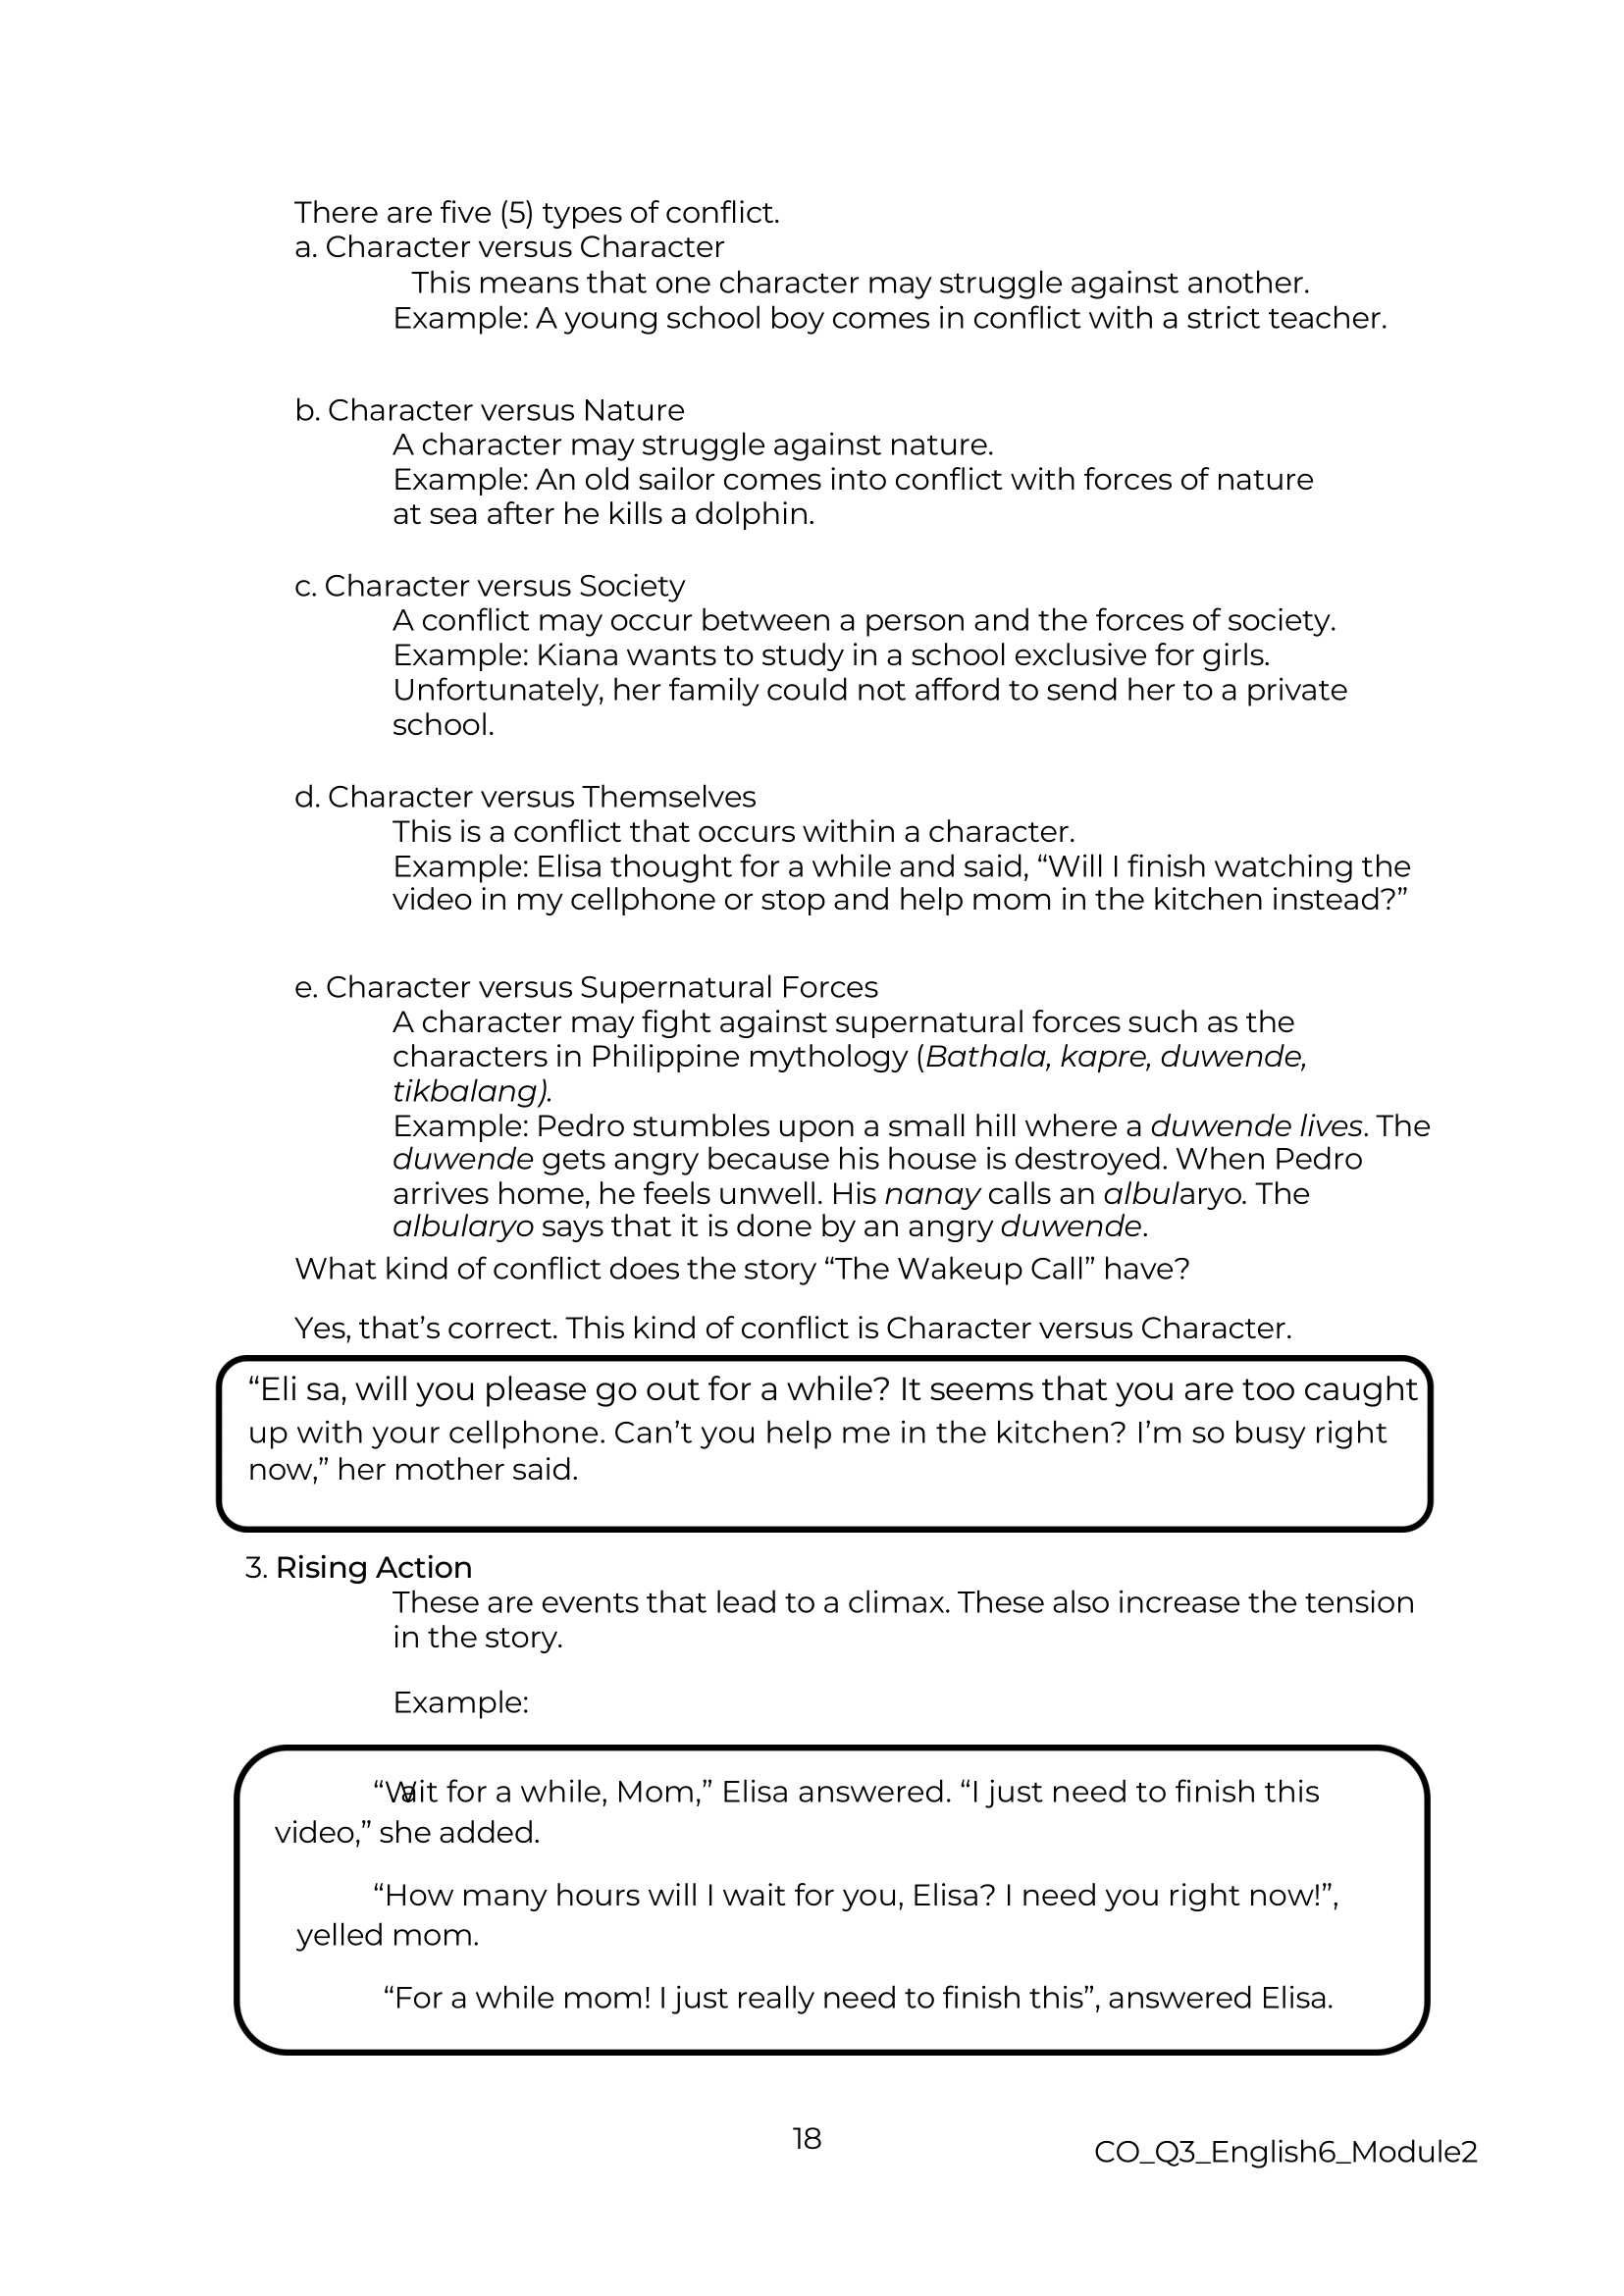 There are five (5) types of conflict.
a. Character versus Character
This means that one character may struggle against another.
Example: A young school boy comes in conflict with a strict teacher.
b. Character versus Nature
A character may struggle against nature.
Example: An old sailor comes into conflict with forces of nature
at sea after he kills a dolphin.
c. Character versus Society
A conflict may occur between a person and the forces of society.
Example: Kiana wants to study in a school exclusive for girls.
Unfortunately, her family could not afford to send her to a private
school.
d. Character versus Themselves
This is a conflict that occurs within a character.
Example: Elisa thought for a while and said, “Will I finish watching the
video in my cellphone or stop and help mom in the kitchen instead?”
e. Character versus Supernatural Forces
A character may fight against supernatural forces such as the
characters in Philippine mythology (Bathala, kapre, duwende,
tikbalang).
Example: Pedro stumbles upon a small hill where a duwende lives. The
duwende gets angry because his house is destroyed. When Pedro
arrives home, he feels unwell. His nanay calls an albularyo. The
albularyo says that it is done by an angry duwende.
What kind of conflict does the story “The Wakeup Call” have?
Yes, that’s correct. This kind of conflict is Character versus Character.
“Eli sa, will you please go out for a while? It seems that you are too caught
up with your cellphone. Can’t you help me in the kitchen? I’m so busy right
now,” her mother said.
3. Rising Action
These are events that lead to a climax. These also increase the tension
in the story.
Example:
“Wait for a while, Mom,” Elisa answered. “I just need to finish this
video,” she added.
“How many hours will I wait for you, Elisa? I need you right now!”,
yelled mom.
“For a while mom! I just really need to finish this”, answered Elisa.
18
CO_Q3_English6_Module2